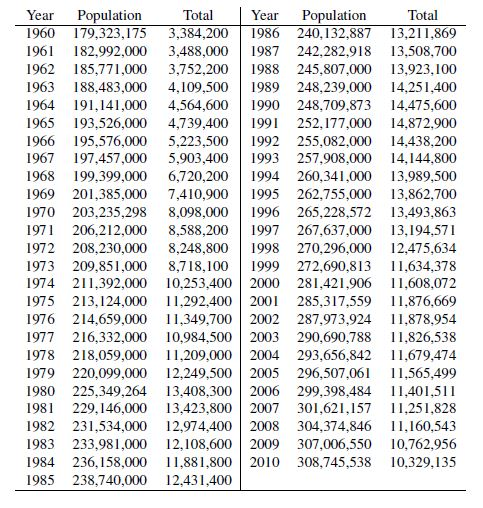 Year Population Total Year Population Total
1960 179,323,175 3,384,200 1986 240,132,887 13,211,869
1961 182,992,000 3,488,000 1987 242,282,918 13,508,700
1962 185,771,000 3,752,200 1988 245,807,000 13,923,100
1963 188,483,000 4,109,500 1989 248,239,000 14,251,400
1964 191,141,000 4,564,600 1990 248,709,873 14,475,600
1965 193,526,000 4,739,400 1991 252,177,000 14,872,900
1966 195,576,000 5,223,500 1992 255,082,000 14,438,200
1967 197,457,000 5,903,400 1993 257,908,000 14,144,800
1968 199,399,000 6,720,200 1994 260,341,000 13,989,500
1969 201,385,000 7,410,900 1995 262,755,000 13,862,700
1970 203,235,298 8,098,000 1996 265,228,572 13,493,863
1971 206,212,000 8,588,200 1997 267,637,000 13,194,571
1972 208,230,000 8,248,800 1998 270,296,000 12,475,634
1973 209,851,000 8,718,100 1999 272,690,813 11,634,378
1974 211,392,000 10,253,400 2000 281,421,906 11,608,072
1975 213,124,000 11,292,400 2001 285,317,559 11,876,669
1976 214,659,000 11,349,700 2002 287,973,924 11,878,954
1977 216,332,000 10,984,500 2003 290,690,788 11,826,538
1978 218,059,000 11,209,000 2004 293,656,842 11,679,474
1979 220,099,000 12,249,500 2005 296,507,061 11,565,499
1980 225,349,264 13,408,300 2006 299,398,484 11,401,511
1981 229,146,000 13,423,800 2007 301,621,157 11,251,828
1982 231,534,000 12,974,400 2008 304,374,846 11,160,543
1983 233,981,000 12,108,600 2009 307,006,550 10,762,956
1984 236,158,000 11,881,800 2010 308,745,538 10,329,135
1985 238,740,000 12,431,400